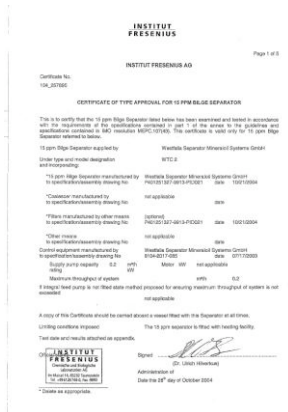 INSTITUT
FRESENIUS
Page 1 of 3
INSTITUT FRESENIUS AG
Certificate No.
CERTIFICATE OF TYPE APPROVAL FOR 15 PPM BILGE SEPARATOR
This is to certify that the 15 ppm Bilge Separator listed below has been examined and tested in accordance
with the requirements of the specifications contained in part 1 of the annex to the guidelines and
specifications contained in IMO resolution MEPC.107(49). This certificate is valid only for 15 ppm Bilge
Separator referred to below.
15 ppm Bilge Separator supplied by Westfalia Separator Mineraloil Systems GmbH
Under type and model designation
and incorporating: WTC 2
*15 ppm Bilge Separator manufactured by Westfalia Separator Mineraloil Systems GmbH
to specification/assembly drawing No: date 10/21/2004
*Coalescer manufactured by not applicable
to specification/assembly drawing No: date
*Filters manufactured by other means (optional)
to specification/assembly drawing No: date 10/21/2004
*Other means not applicable
to specification/assembly drawing No: date
Control equipment manufactured by Westfalia Separator Mineraloil Systems GmbH
to specification/assembly drawing No date
Supply pump capacity 0.2 m³/h Motor kW not applicable
rating kW
Maximum throughput of system m³/h 0.2
If integral feed pump is not fitted state method proposed for ensuring maximum throughput of system is not
exceeded
not applicable
A copy of this Certificate should be carried aboard a vessel fitted with the Separator at all times.
Limiting conditions imposed The 15 ppm separator is fitted with heating facility.
Test date and results attached as appendix.
INSTITUT
FRESENIUS
Signed
Administration of
Date the 28th day of October 2004
* Delete as appropriate.